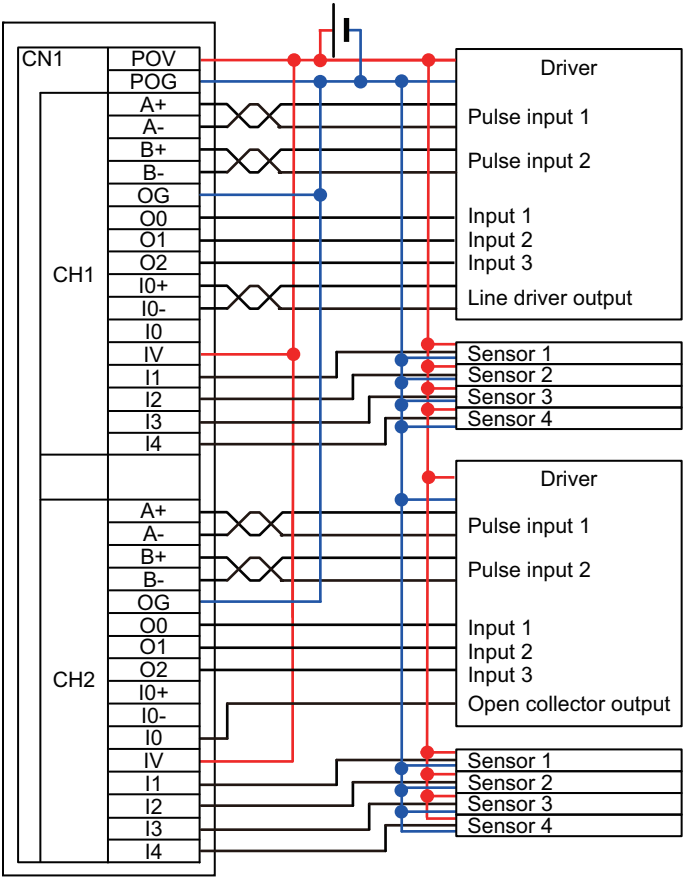 CN1
POV
POG
Driver
CH1
A+
A-
Pulse input 1
B+
B-
Pulse input 2
OG
O0
Input 1
O1
Input 2
O2
Input 3
I0+
I0-
Line driver output
I0
IV
I1
Sensor 1
I2
Sensor 2
I3
Sensor 3
I4
Sensor 4
Driver
CH2
A+
A-
Pulse input 1
B+
B-
Pulse input 2
OG
O0
Input 1
O1
Input 2
O2
Input 3
I0+
I0-
Open collector output
I0
IV
I1
Sensor 1
I2
Sensor 2
I3
Sensor 3
I4
Sensor 4